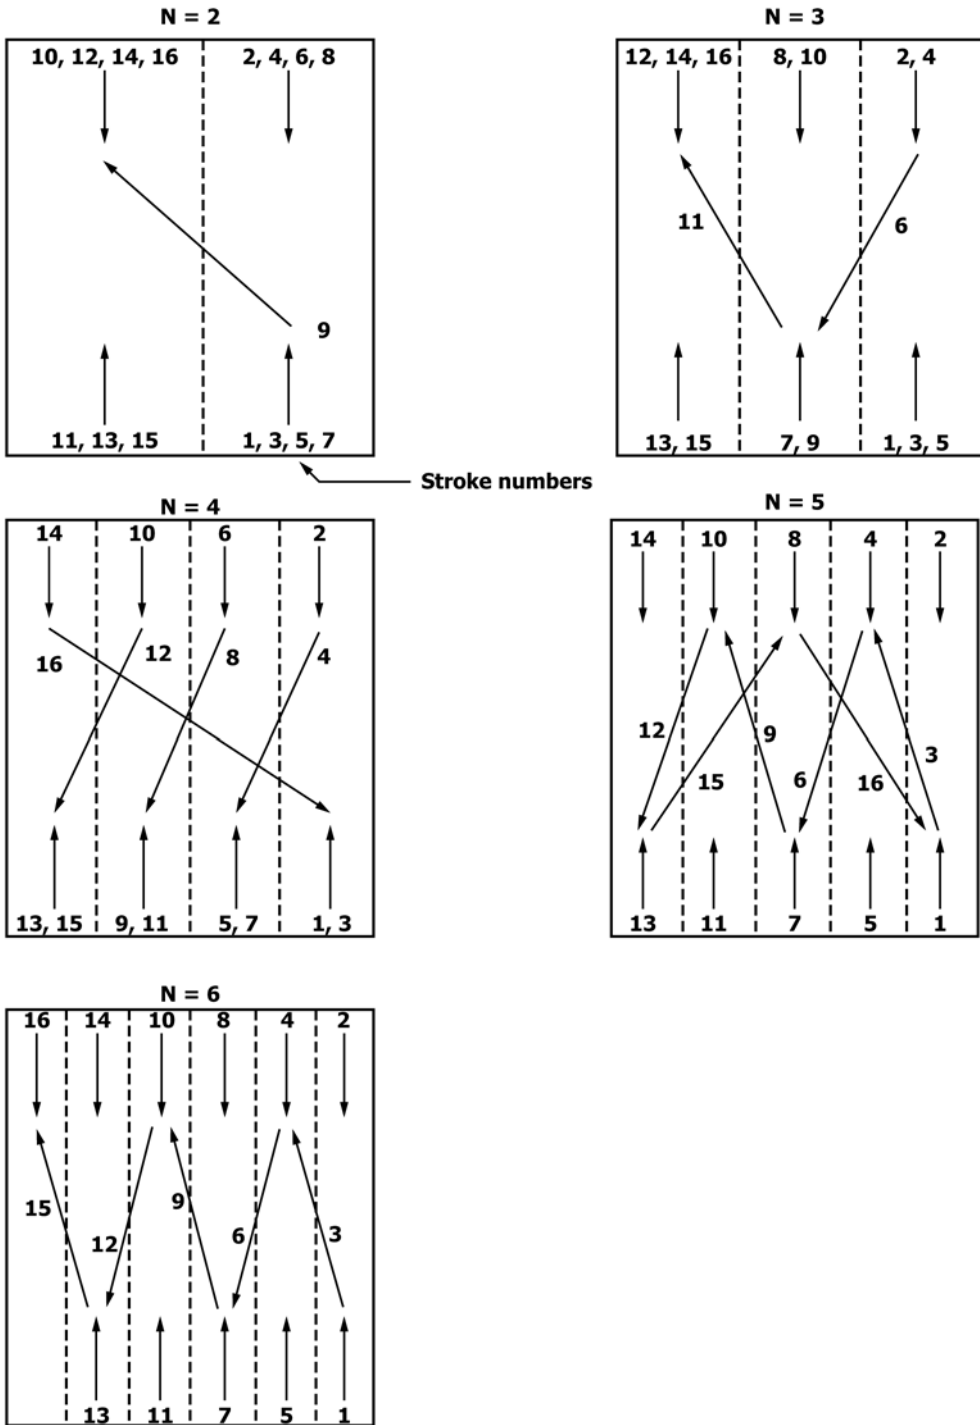 N = 2
10, 12, 14, 16 2, 4, 6, 8
9
11, 13, 15 1, 3, 5, 7
Stroke numbers
N = 3
12, 14, 16 8, 10 2, 4
11 6
13, 15 7, 9 1, 3, 5
N = 4
14 10 6 2
16 12 8 4
13, 15 9, 11 5, 7 1, 3
N = 5
14 10 8 4 2
12 9 3
15 6 16
13 11 7 5 1
N = 6
16 14 10 8 4 2
15 9
12 6 3
13 11 7 5 1